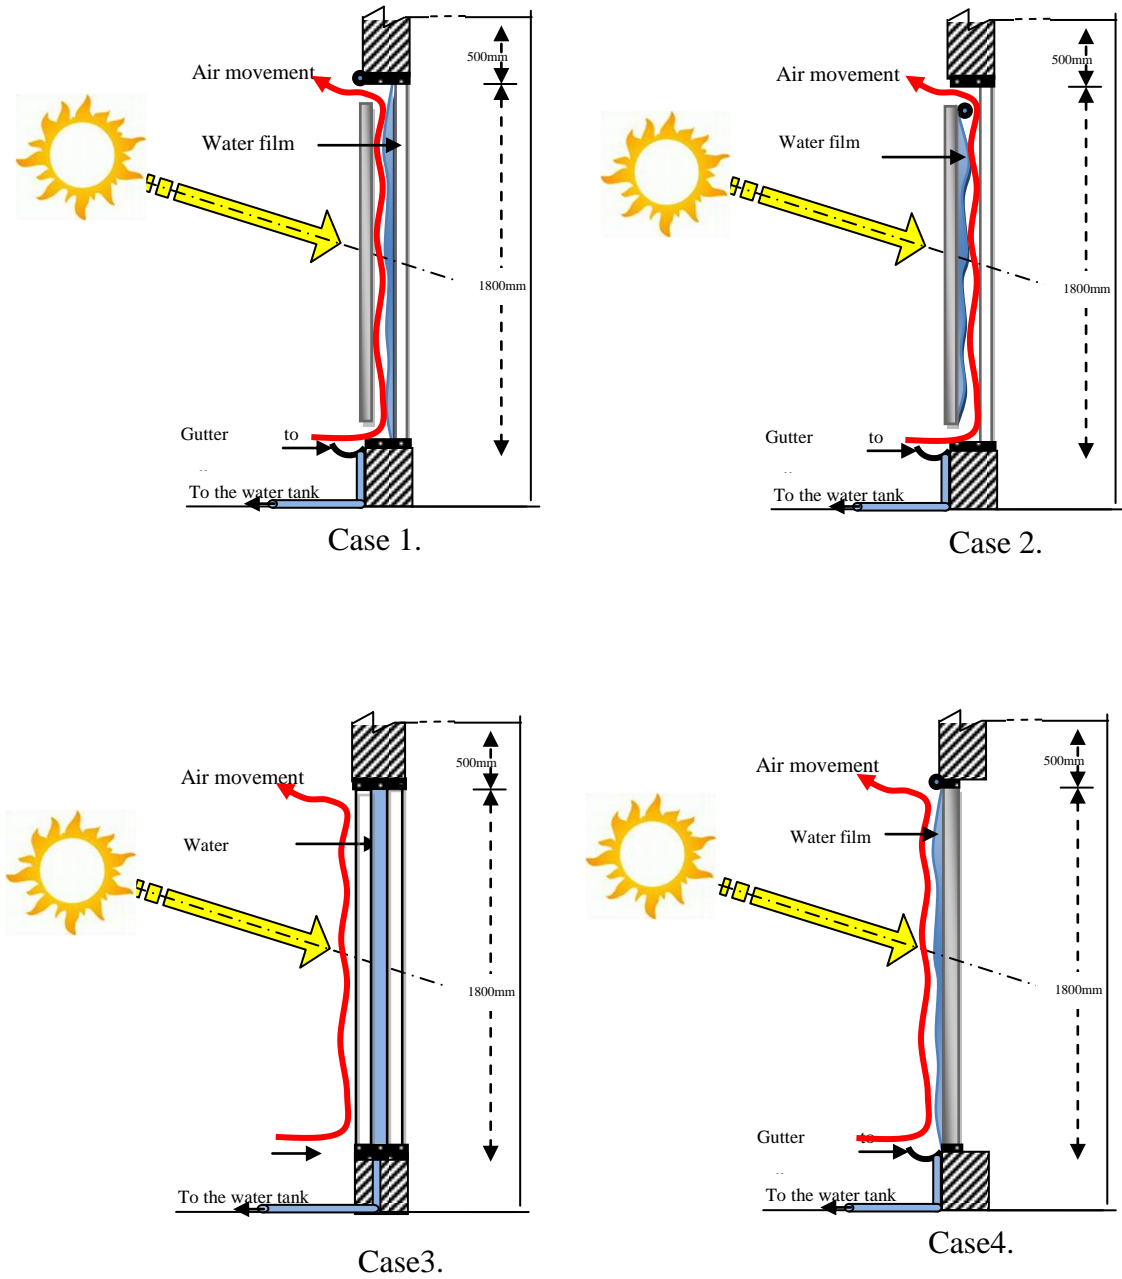 500mm
Air movement
Water film
1800mm
Gutter to
To the water tank
Case 1.
500mm
Air movement
Water film
1800mm
Gutter to
To the water tank
Case 2.
500mm
Air movement
Water
1800mm
To the water tank
Case3.
500mm
Air movement
Water film
1800mm
Gutter to
To the water tank
Case4.